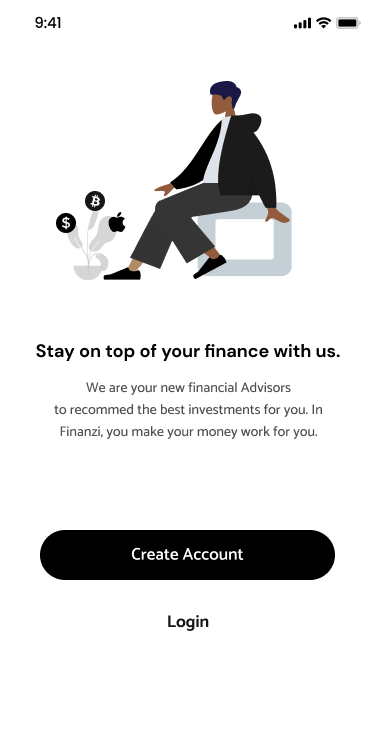 9:41
$
₿
Stay on top of your finance with us.
We are your new financial Advisors
to recommed the best investments for you. In
Finanzi, you make your money work for you.
Create Account
Login